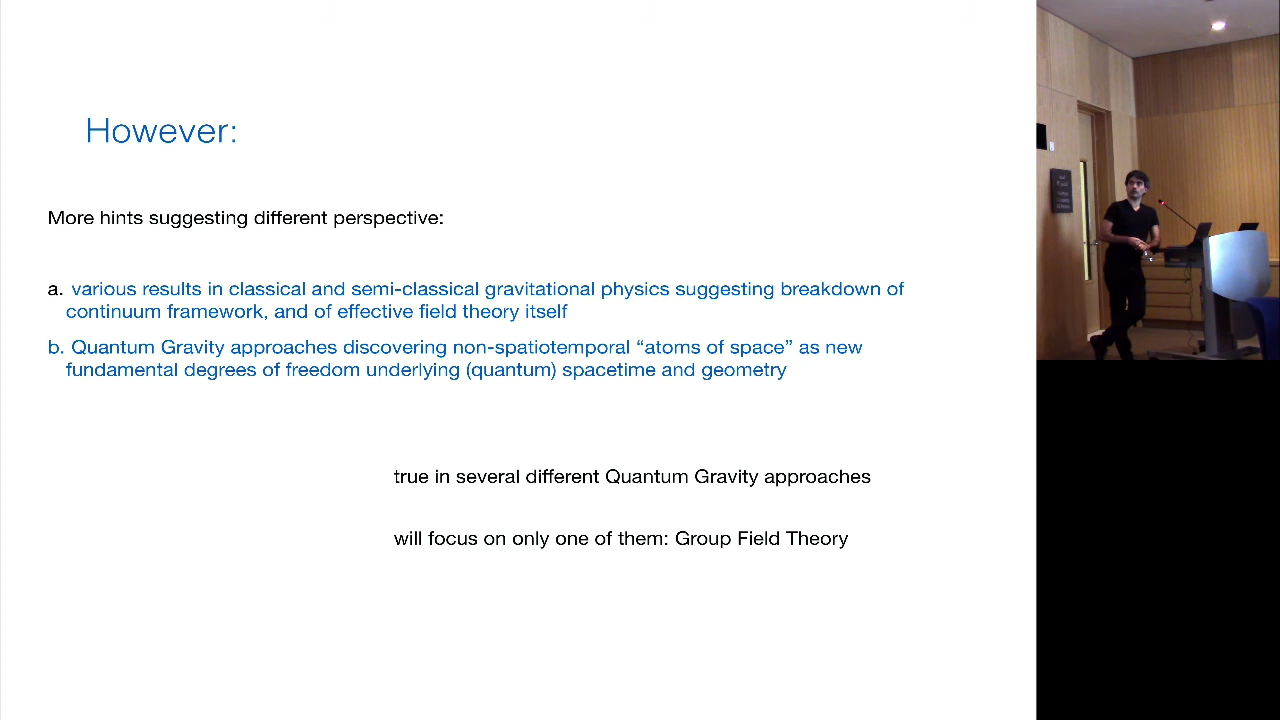 However:
More hints suggesting different perspective:
a. various results in classical and semi-classical gravitational physics suggesting breakdown of
continuum framework, and of effective field theory itself
b. Quantum Gravity approaches discovering non-spatiotemporal “atoms of space” as new
fundamental degrees of freedom underlying (quantum) spacetime and geometry
true in several different Quantum Gravity approaches
will focus on only one of them: Group Field Theory